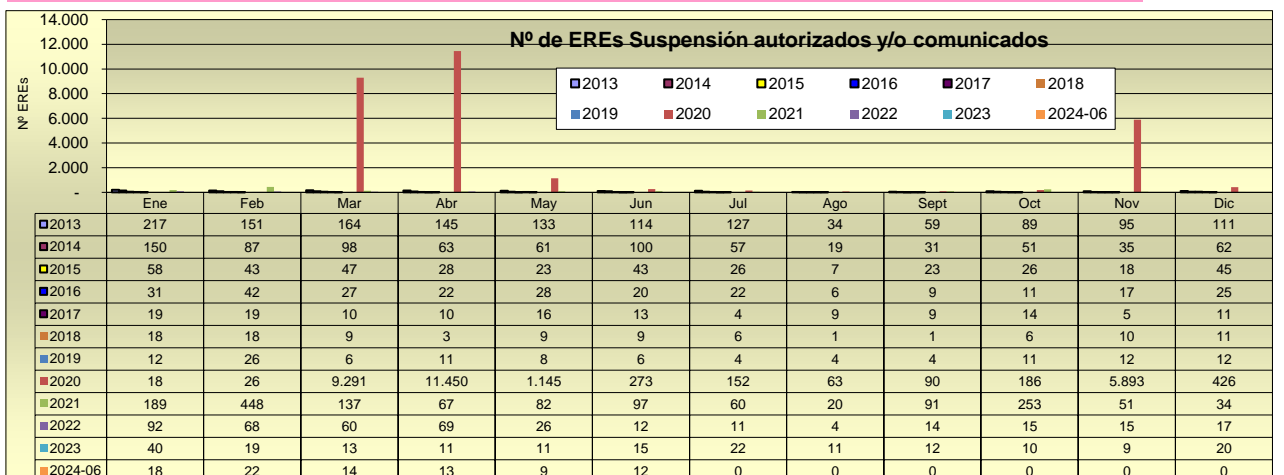 Nº de EREs Suspensión autorizados y/o comunicados
Nº EREs
14.000
12.000
10.000
8.000
6.000
4.000
2.000
-
2013 2014 2015 2016 2017 2018
2019 2020 2021 2022 2023 2024-06
Ene Feb Mar Abr May Jun Jul Ago Sept Oct Nov Dic
2013 217 151 164 145 133 114 127 34 59 89 95 111
2014 150 87 98 63 61 100 57 19 31 51 35 62
2015 58 43 47 28 23 43 26 7 23 26 18 45
2016 31 42 27 22 28 20 22 6 9 11 17 25
2017 19 19 10 10 16 13 4 9 9 14 5 11
2018 18 18 9 3 9 9 6 1 1 6 10 11
2019 12 26 6 11 8 6 4 4 4 11 12 12
2020 18 26 9.291 11.450 1.145 273 152 63 90 186 5.893 426
2021 189 448 137 67 82 97 60 20 91 253 51 34
2022 92 68 60 69 26 12 11 4 14 15 15 17
2023 40 19 13 11 11 15 22 11 12 10 9 20
2024-06 18 22 14 13 9 12 0 0 0 0 0 0